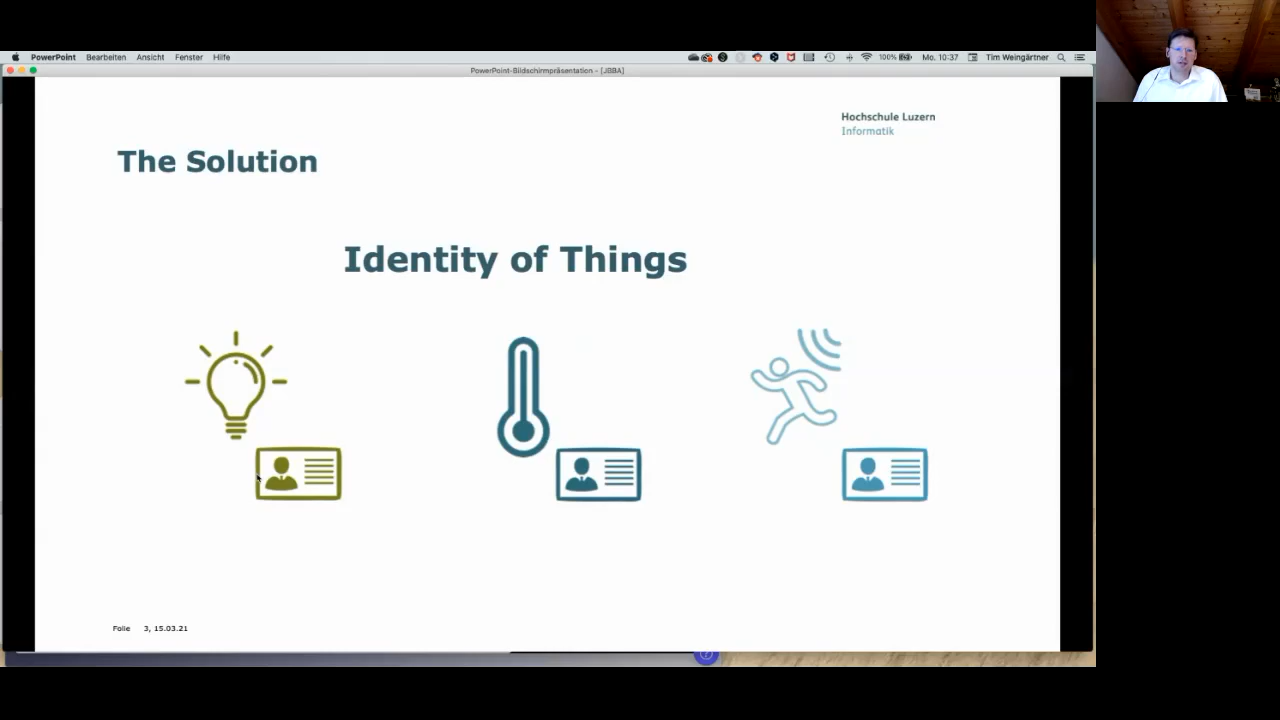 PowerPoint Bearbeiten Ansicht Fenster Hilfe 100% Mo. 10:37 Tim Weingärtner
PowerPoint-Bildschirmpräsentation - [JBBA]
Hochschule Luzern
Informatik
The Solution
Identity of Things
Folie 3, 15.03.21